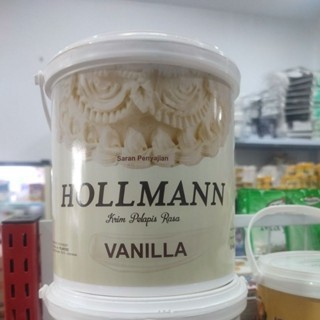 Saran Penyajian
HOLLMANN
Krim Pelapis Rasa
VANILLA